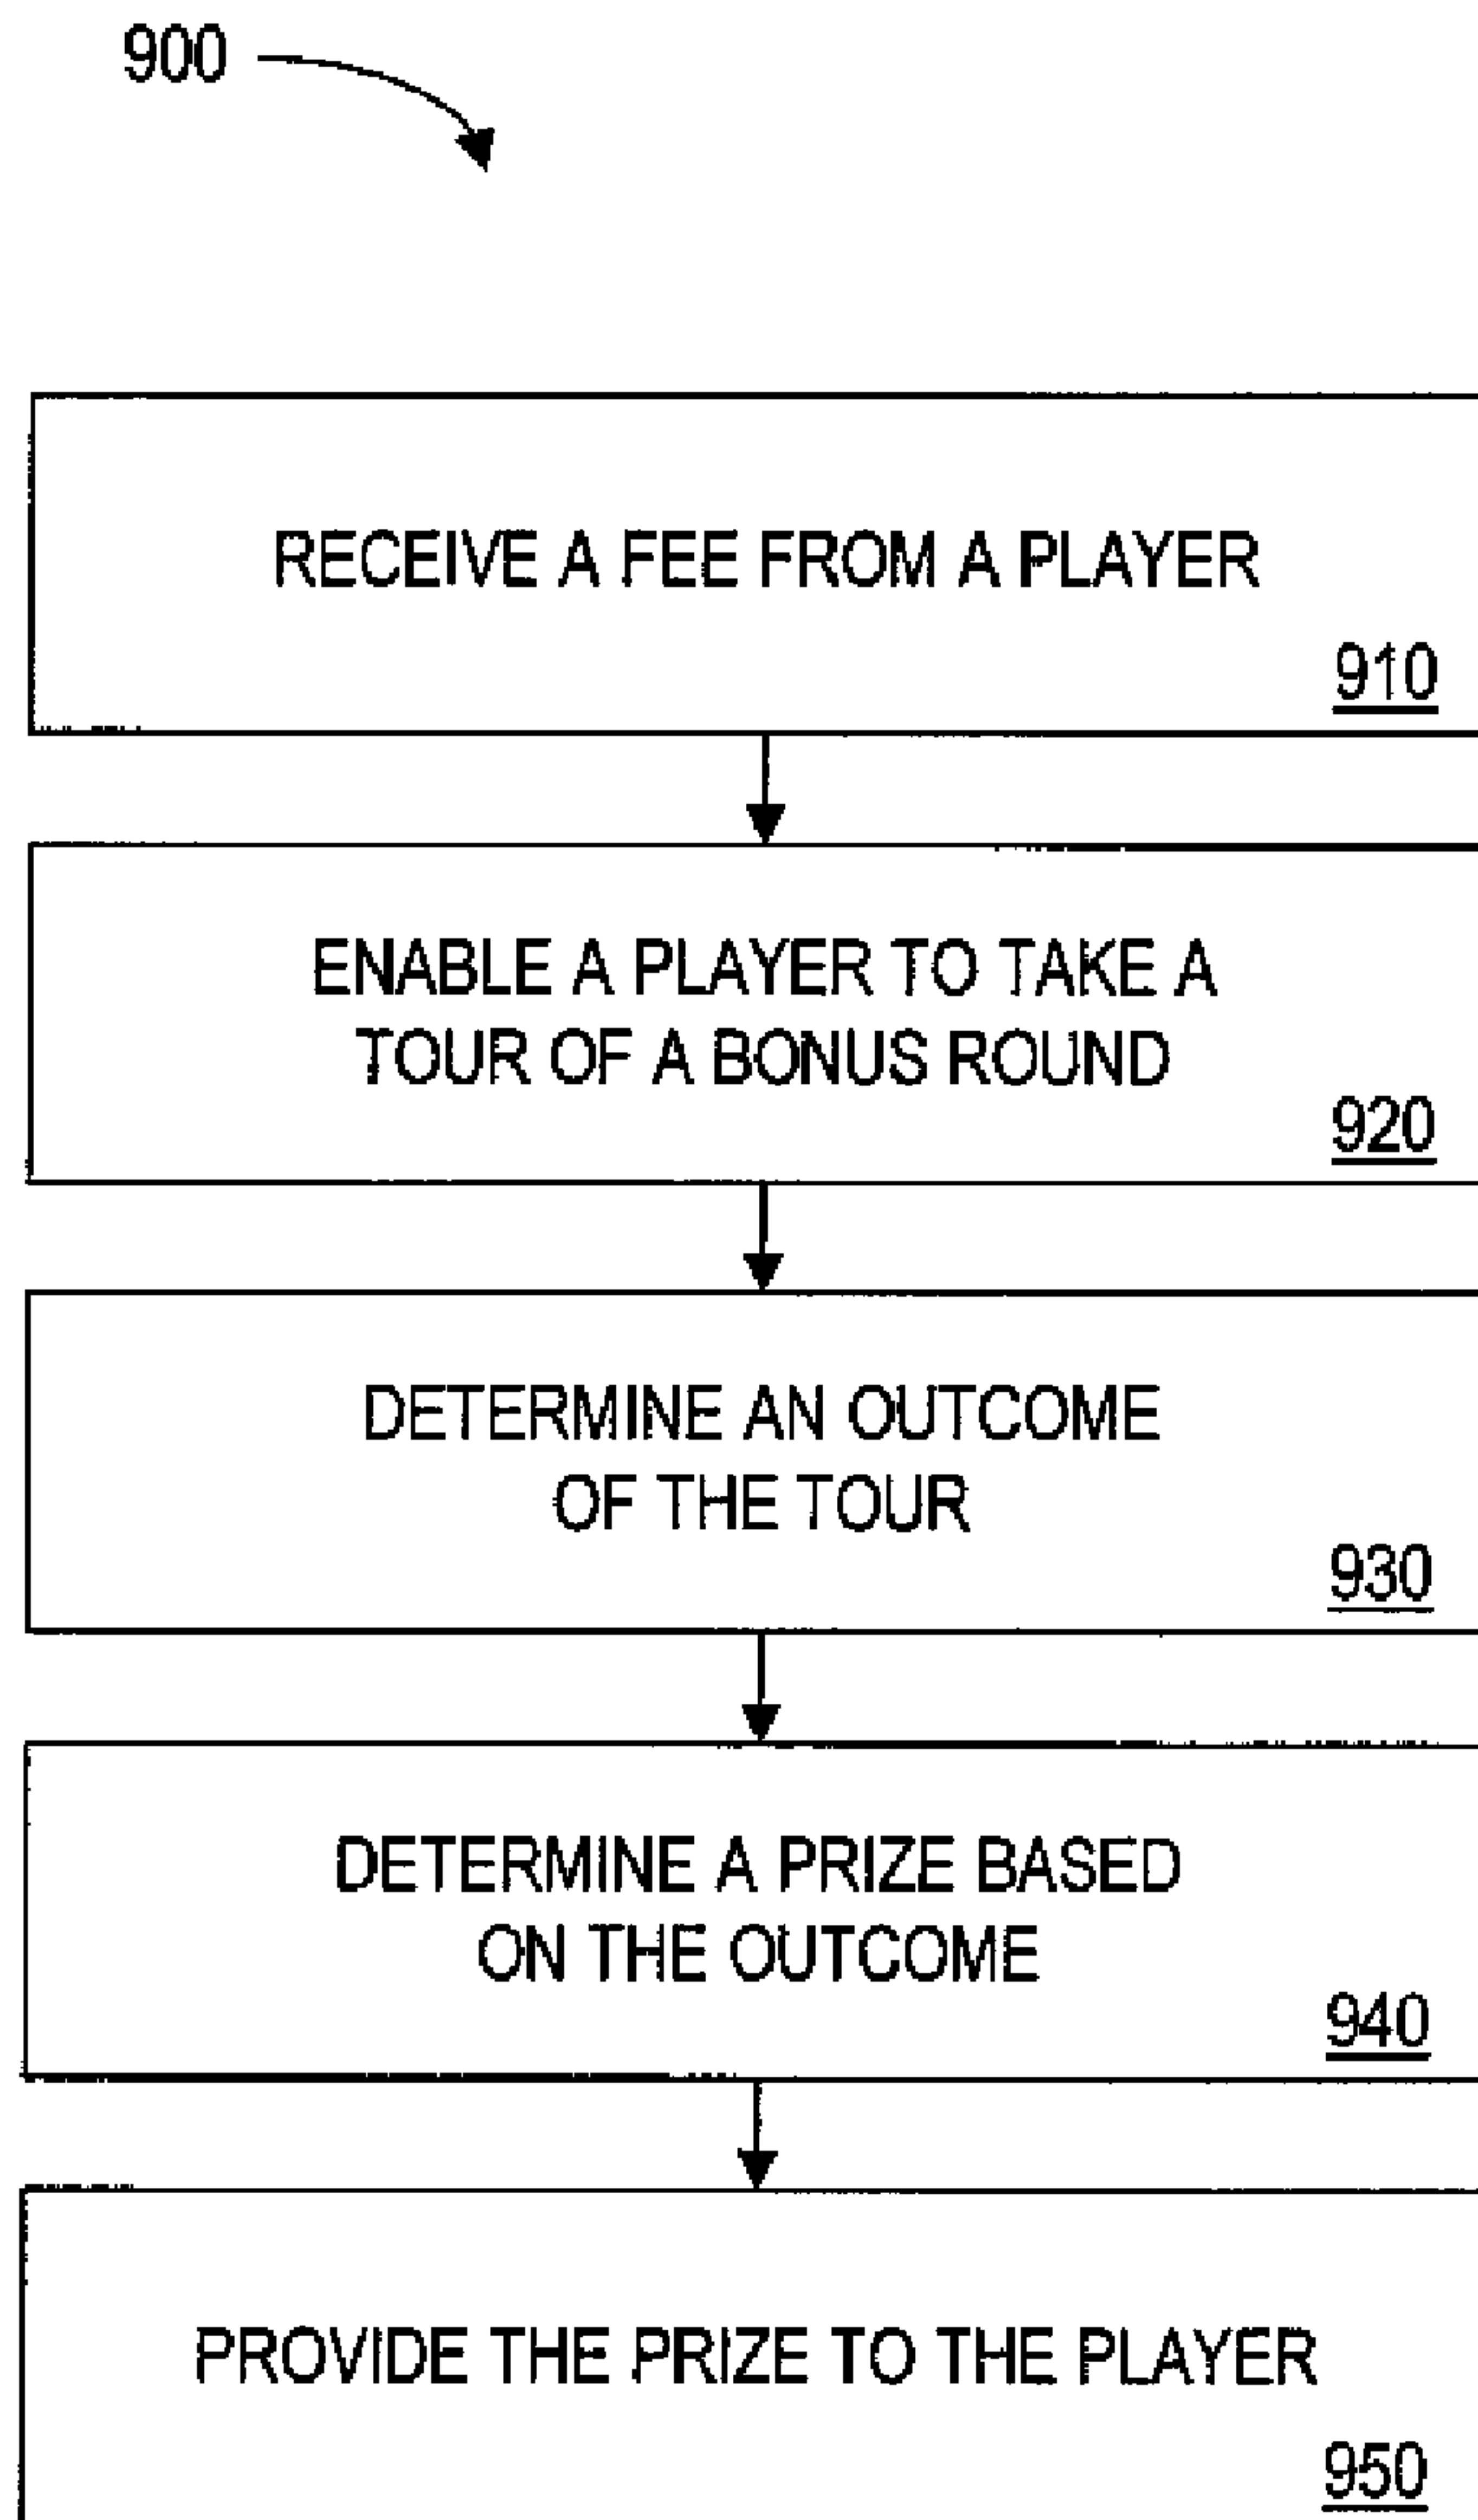 900
RECEIVE A FEE FROM A PLAYER
910
ENABLE A PLAYER TO TAKE A
TOUR OF A BONUS ROUND
920
DETERMINE AN OUTCOME
OF THE TOUR
930
DETERMINE A PRIZE BASED
ON THE OUTCOME
940
PROVIDE THE PRIZE TO THE PLAYER
950